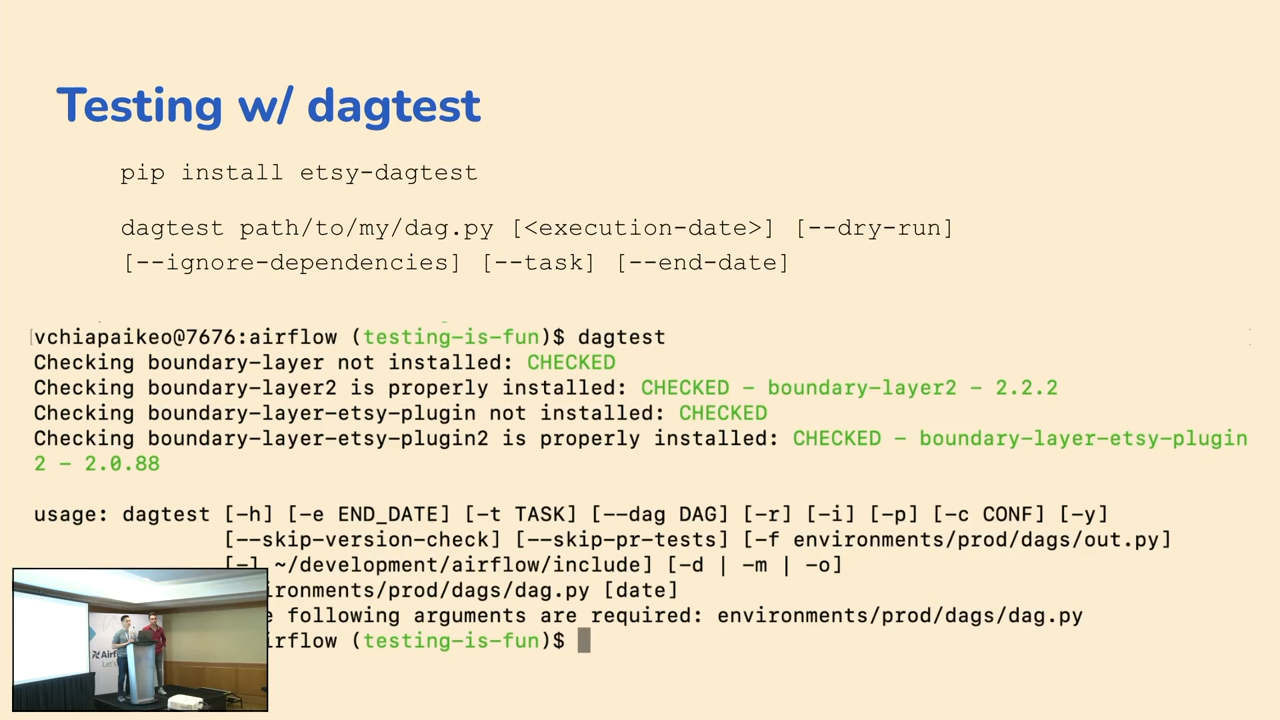 Testing w/ dagtest
pip install etsy-dagtest
dagtest path/to/my/dag.py [<execution-date>] [--dry-run]
[--ignore-dependencies] [--task] [--end-date]
[vchiapaikeo@7676:airflow (testing-is-fun)$ dagtest
Checking boundary-layer not installed: CHECKED
Checking boundary-layer2 is properly installed: CHECKED - boundary-layer2 - 2.2.2
Checking boundary-layer-etsy-plugin not installed: CHECKED
Checking boundary-layer-etsy-plugin2 is properly installed: CHECKED - boundary-layer-etsy-plugin
2 - 2.0.88
usage: dagtest [-h] [-e END_DATE] [-t TASK] [--dag DAG] [-r] [-i] [-p] [-c CONF] [-y]
[--skip-version-check] [--skip-pr-tests] [-f environments/prod/dags/out.py]
~/development/airflow/include] [-d | -m | -o]
ironments/prod/dags/dag.py [date]
e following arguments are required: environments/prod/dags/dag.py
irflow (testing-is-fun)$
Airf
Let's